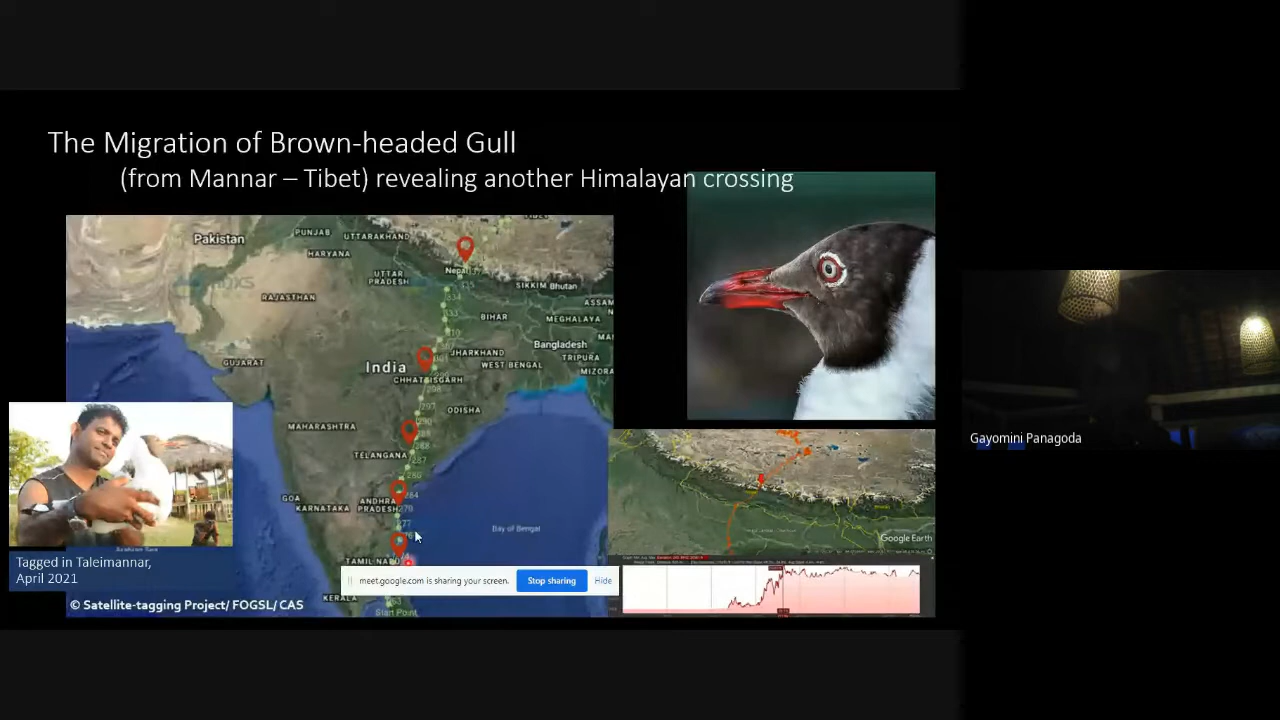 The Migration of Brown-headed Gull
(from Mannar – Tibet) revealing another Himalayan crossing
Pakistan
PUNJAB
UTTARAKHAND
HARYANA
Nepal
UTTAR
PRADESH
SIKKIM Bhutan
ASSAM
RAJASTHAN
BIHAR
MEGHALAYA
Bangladesh
TRIPURA
MIZORA
JHARKHAND
WEST BENGAL
GUJARAT
India
CHHATTISGARH
ODISHA
MAHARASHTRA
TELANGANA
GOA
KARNATAKA
ANDHRA
PRADESH
Bay of Bengal
TAMIL NADU
KERALA
Start Point
Google Earth
Tagged in Taleimannar,
April 2021
meet.google.com is sharing your screen.
Stop sharing
Hide
© Satellite-tagging Project/ FOGSL/ CAS
Gayomini Panagoda